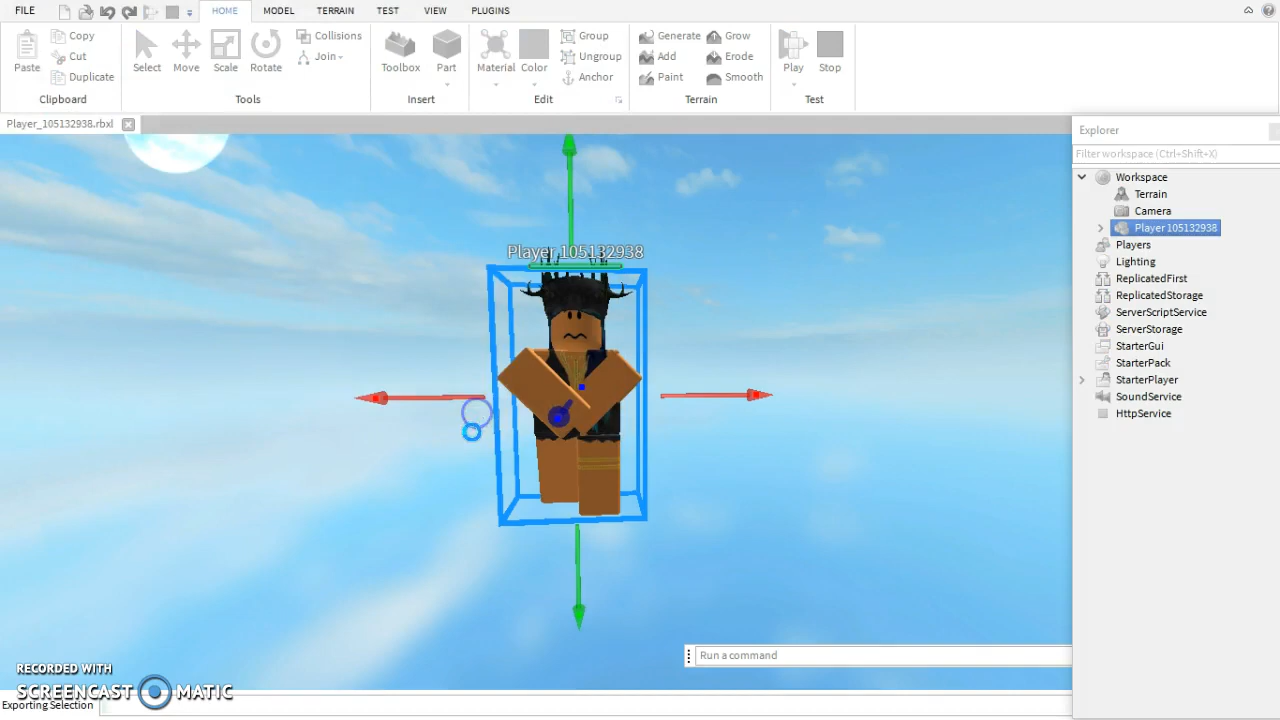 FILE HOME MODEL TERRAIN TEST VIEW PLUGINS
Paste Copy Cut Duplicate
Clipboard
Select Move Scale Rotate Collisions Join
Tools
Toolbox Part
Insert
Material Color Group Ungroup Anchor
Edit
Generate Grow
Add Erode
Paint Smooth
Terrain
Play Stop
Test
Player_105132938.rbxl
Explorer
Filter workspace (Ctrl+Shift+X)
Workspace
Terrain
Camera
Player 105132938
Players
Lighting
ReplicatedFirst
ReplicatedStorage
ServerScriptService
ServerStorage
StarterGui
StarterPack
StarterPlayer
SoundService
HttpService
Player 105132938
Run a command
RECORDED WITH
SCREENCAST MATIC
Exporting Selection